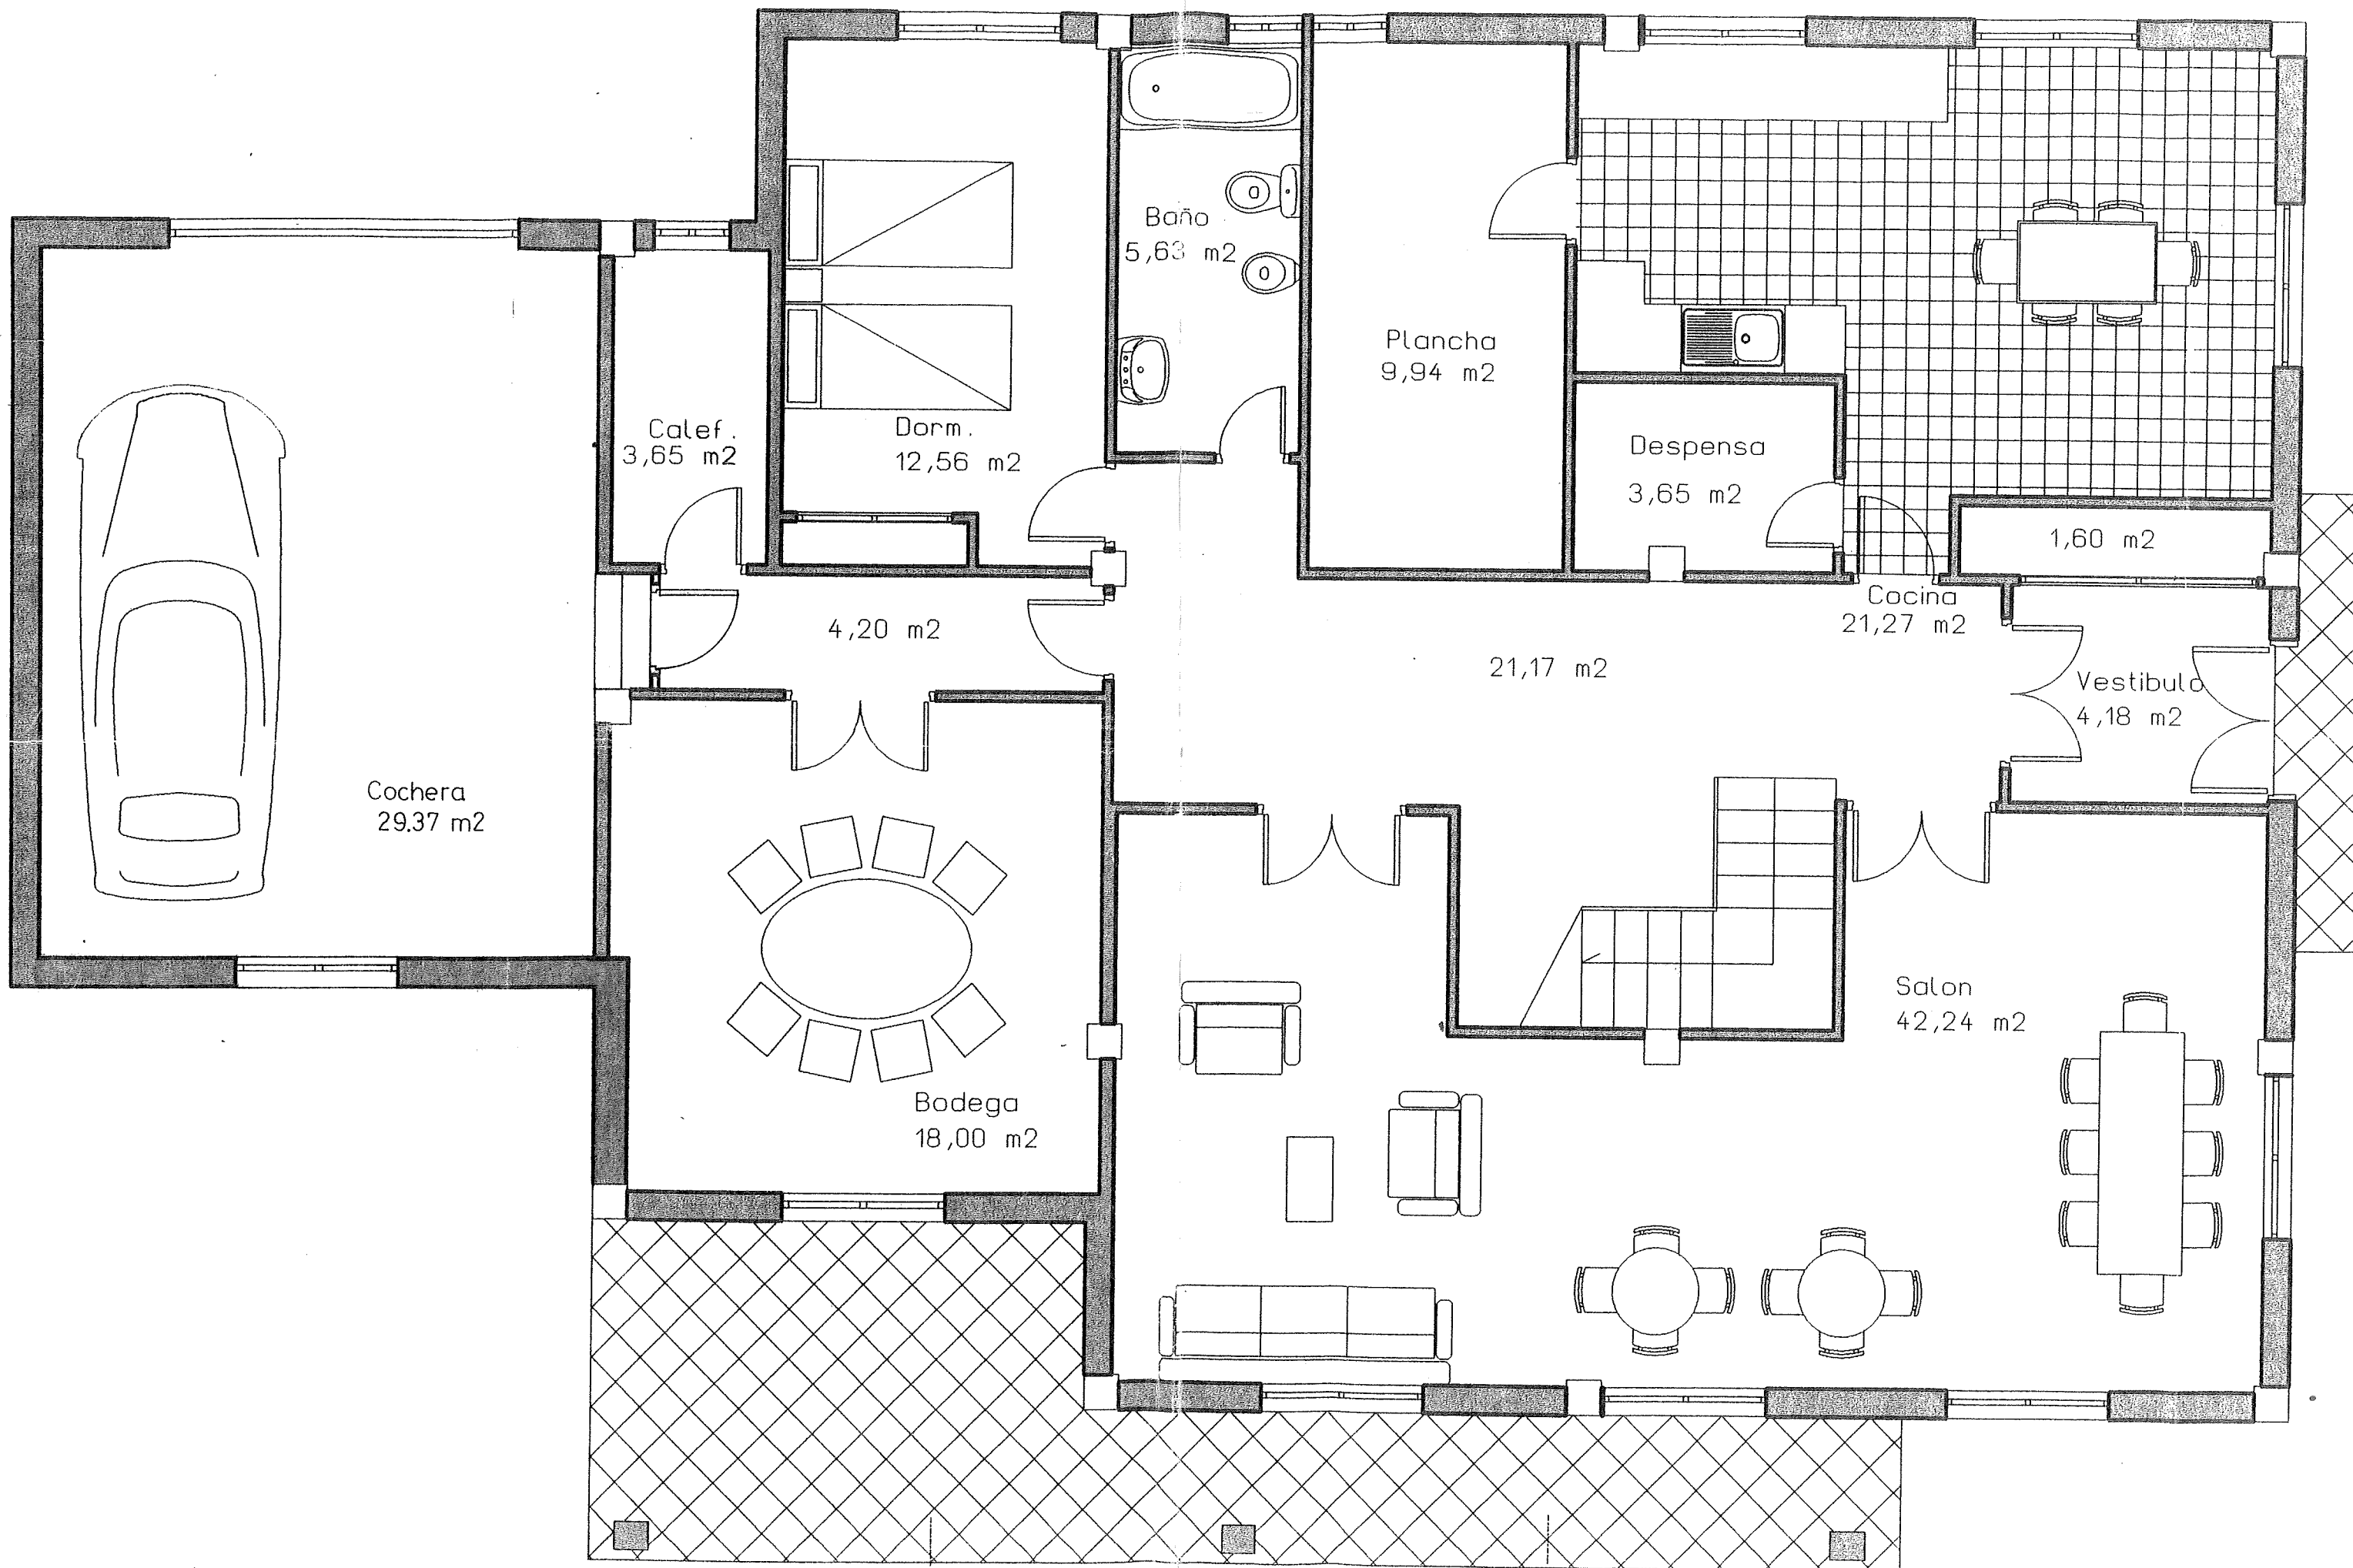 Baño
5,63 m2
Plancha
9,94 m2
Calef.
3,65 m2
Dorm.
12,56 m2
Despensa
3,65 m2
1,60 m2
Cocina
21,27 m2
4,20 m2
21,17 m2
Vestibulo
4,18 m2
Cochera
29.37 m2
Salon
42,24 m2
Bodega
18,00 m2